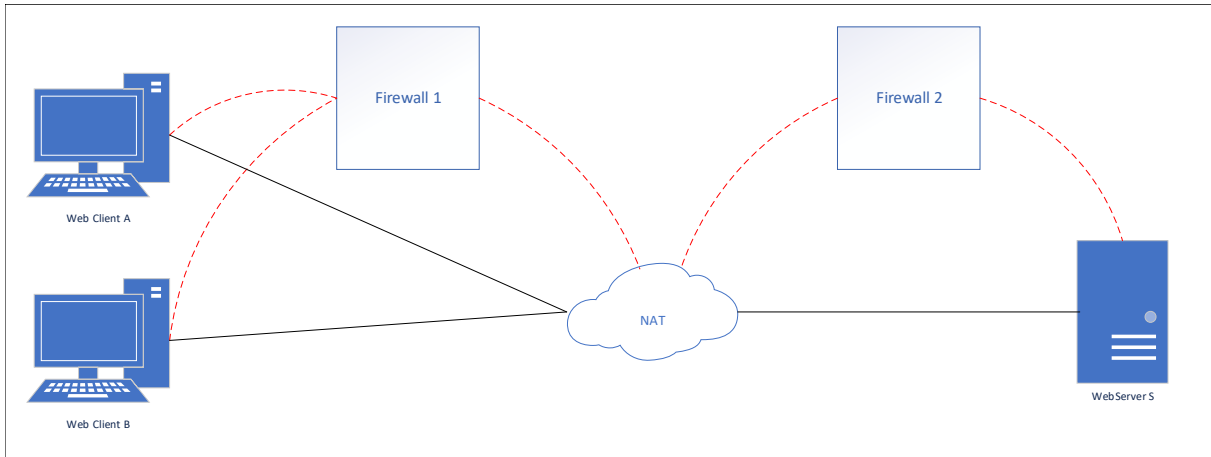 Firewall 1
Firewall 2
Web Client A
NAT
WebServer S
Web Client B